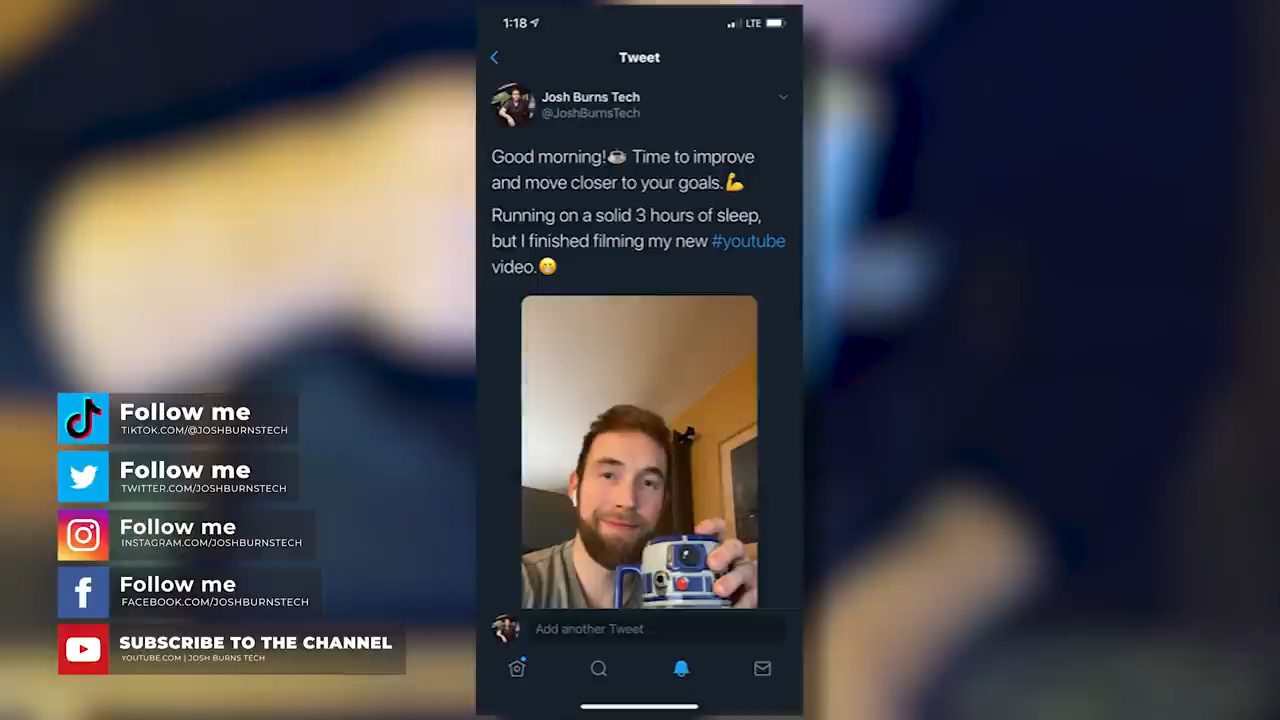 1:18
LTE
Tweet
Josh Burns Tech
@JoshBurnsTech
Good morning!☕ Time to improve
and move closer to your goals.💪
Running on a solid 3 hours of sleep,
but I finished filming my new #youtube
video.😁
Add another Tweet
Follow me
TIKTOK.COM/@JOSHBURNSTECH
Follow me
TWITTER.COM/JOSHBURNSTECH
Follow me
INSTAGRAM.COM/JOSHBURNSTECH
Follow me
FACEBOOK.COM/JOSHBURNSTECH
SUBSCRIBE TO THE CHANNEL
YOUTUBE.COM | JOSH BURNS TECH